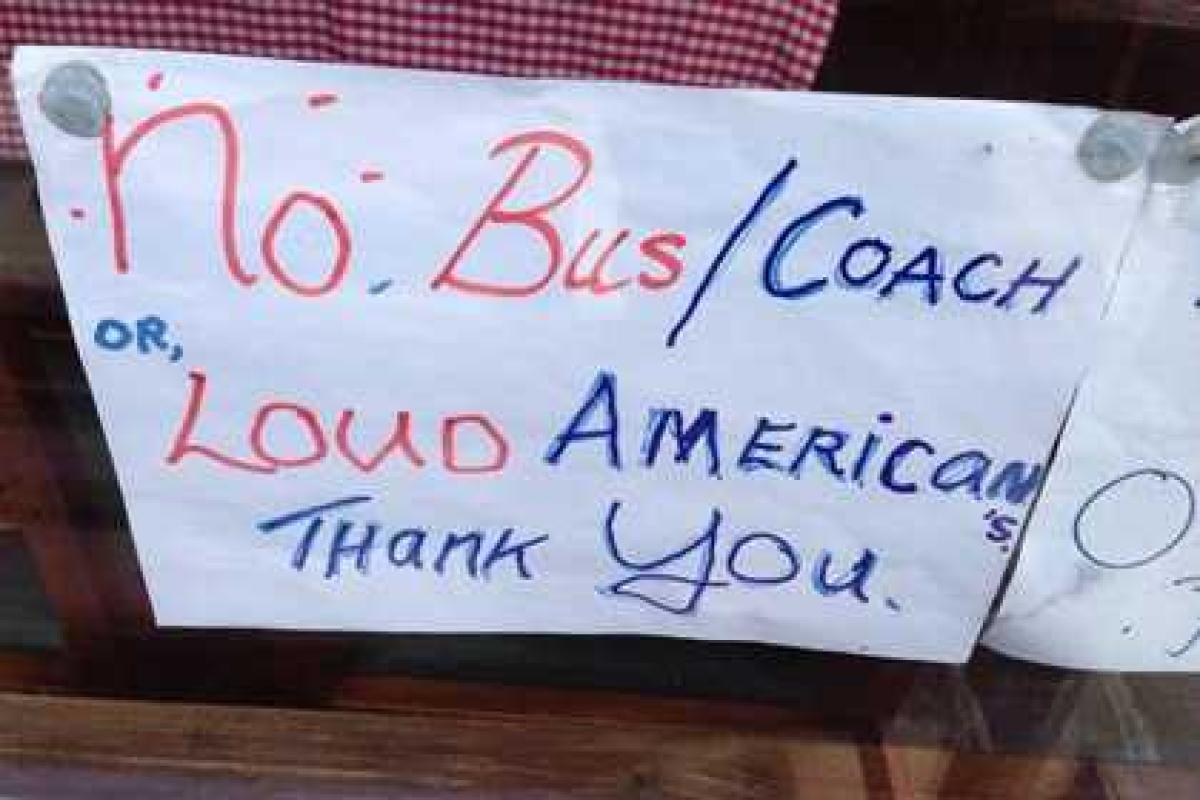 No. Bus/COACH
OR,
LOUD AMERICAN's.
THANK YOU.